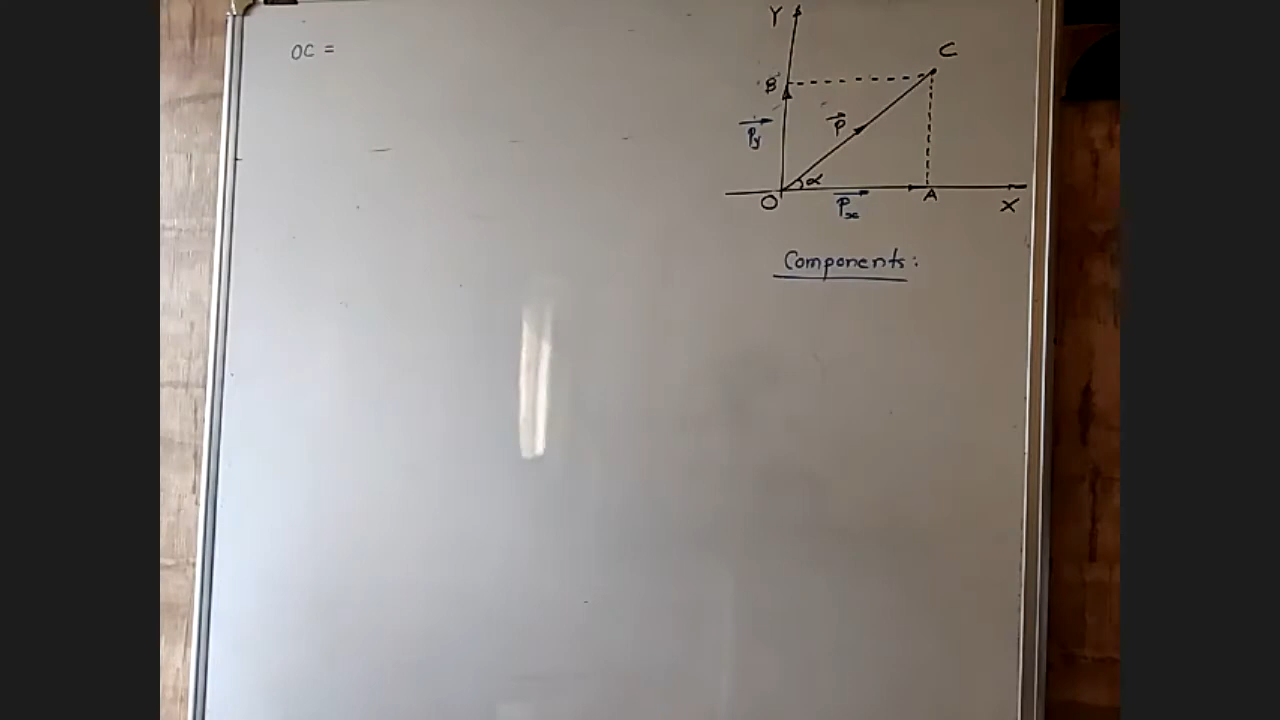 OC =
Y
C
B
→P
→Py
α
O
→Px
A
X
Components: